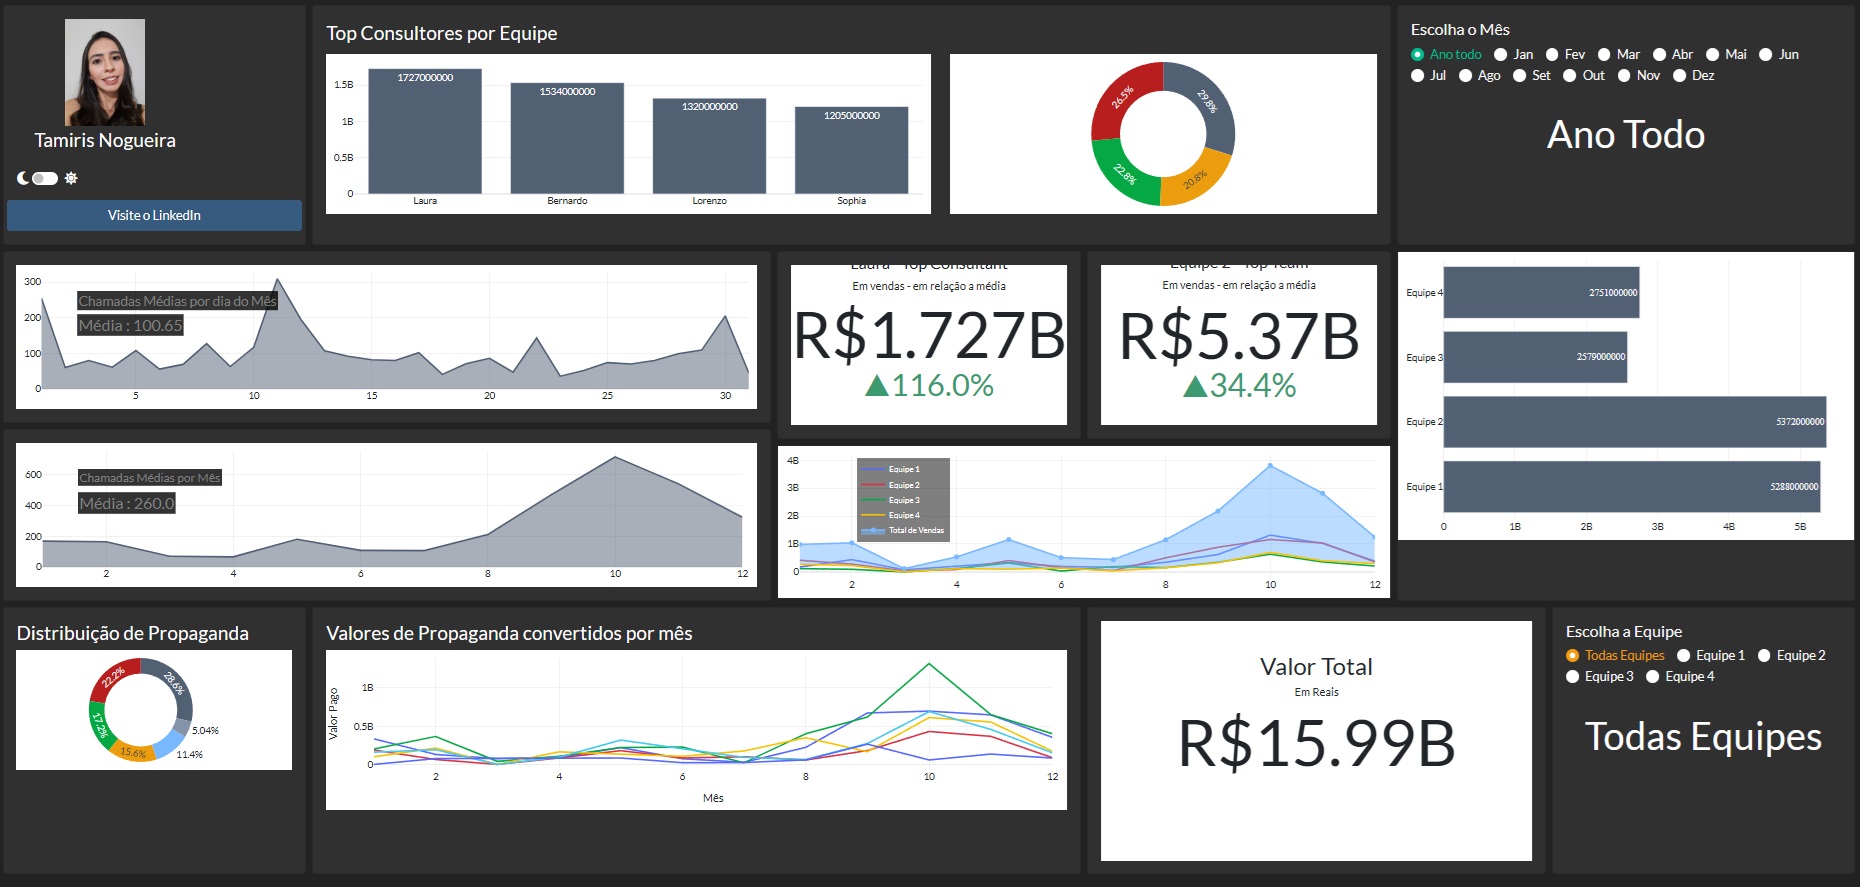 Tamiris Nogueira
Visite o LinkedIn
Top Consultores por Equipe
1.5B
1B
0.5B
0
1727000000
1534000000
1320000000
1205000000
Laura
Bernardo
Lorenzo
Sophia
26.5%
29.8%
22.8%
20.8%
Escolha o Mês
Ano todo Jan Fev Mar Abr Mai Jun
Jul Ago Set Out Nov Dez
Ano Todo
300
200
100
0
Chamadas Médias por dia do Mês
Média : 100.65
5 10 15 20 25 30
Laura - Top Consultant
Em vendas - em relação a média
R$1.727B
▲116.0%
Equipe 2 - Top Team
Em vendas - em relação a média
R$5.37B
▲34.4%
Equipe 4
2751000000
Equipe 3
2579000000
Equipe 2
5372000000
Equipe 1
5288000000
0 1B 2B 3B 4B 5B
600
400
200
0
Chamadas Médias por Mês
Média : 260.0
2 4 6 8 10 12
4B
3B
2B
1B
0
Equipe 1
Equipe 2
Equipe 3
Equipe 4
Total de Vendas
2 4 6 8 10 12
Distribuição de Propaganda
22.2%
28.6%
17.2%
5.04%
15.6%
11.4%
Valores de Propaganda convertidos por mês
Valor Pago
1B
0.5B
0
2 4 6 8 10 12
Mês
Valor Total
Em Reais
R$15.99B
Escolha a Equipe
Todas Equipes Equipe 1 Equipe 2
Equipe 3 Equipe 4
Todas Equipes